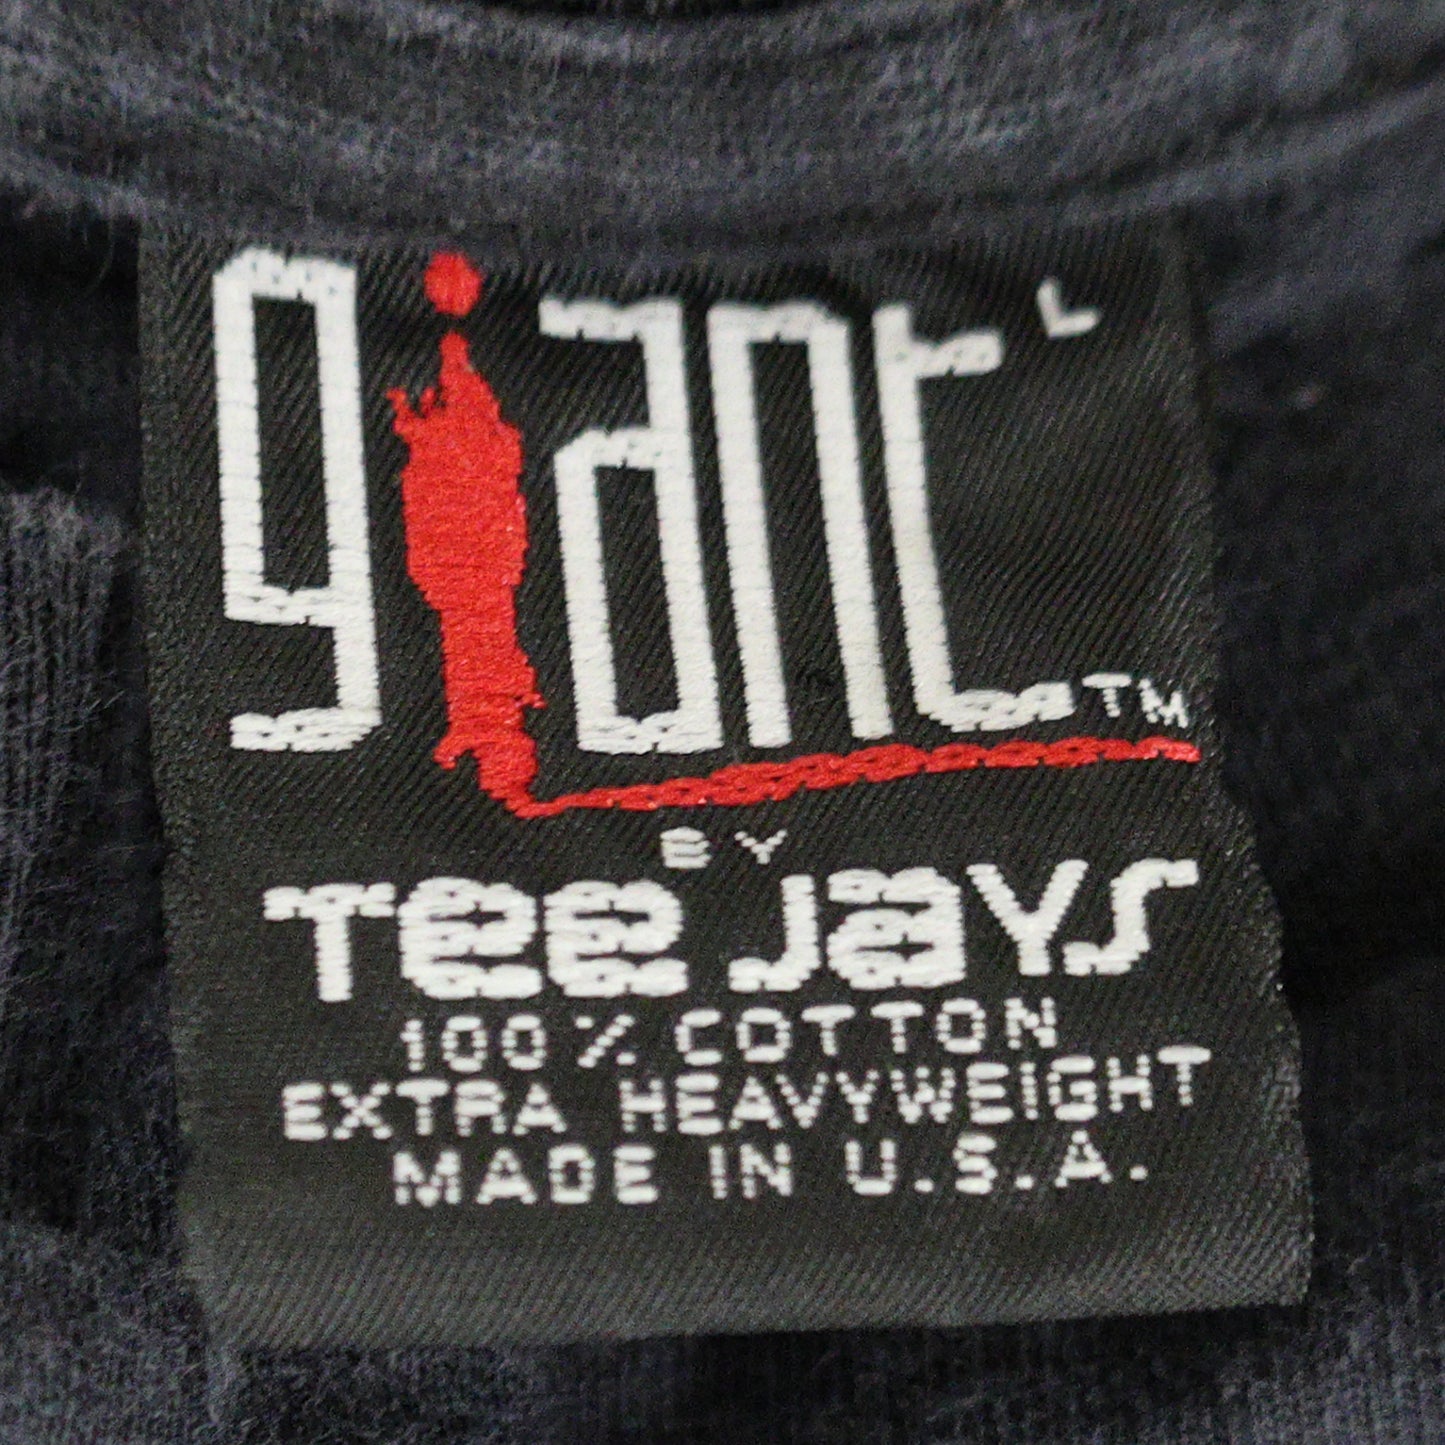 giant L
TM
BY
Tee Jays
100% COTTON
EXTRA HEAVYWEIGHT
MADE IN U.S.A.